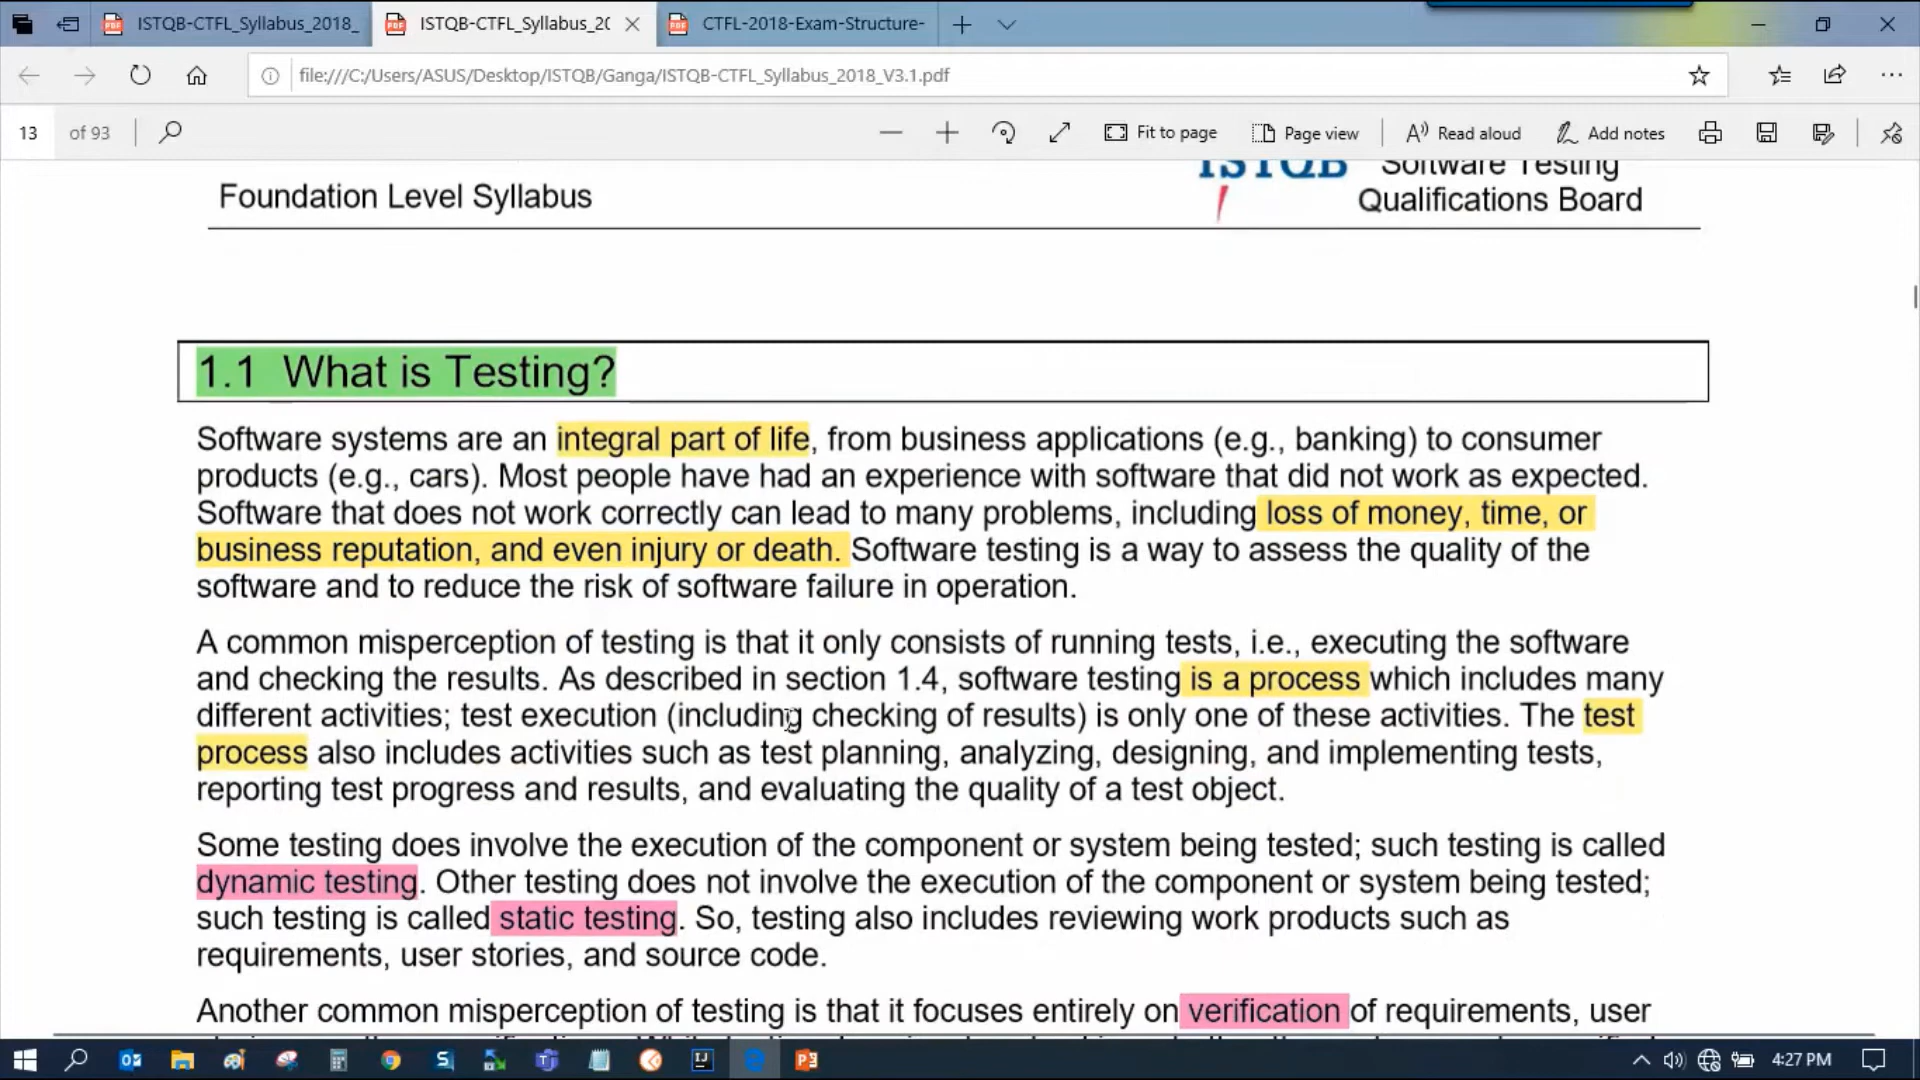 ISTQB-CTFL_Syllabus_2018_
ISTQB-CTFL_Syllabus_20
CTFL-2018-Exam-Structure-
file:///C:/Users/ASUS/Desktop/ISTQB/Ganga/ISTQB-CTFL_Syllabus_2018_V3.1.pdf
13 of 93
Fit to page
Page view
Read aloud
Add notes
ISTQB Software Testing
Foundation Level Syllabus
Qualifications Board
1.1 What is Testing?
Software systems are an integral part of life, from business applications (e.g., banking) to consumer
products (e.g., cars). Most people have had an experience with software that did not work as expected.
Software that does not work correctly can lead to many problems, including loss of money, time, or
business reputation, and even injury or death. Software testing is a way to assess the quality of the
software and to reduce the risk of software failure in operation.
A common misperception of testing is that it only consists of running tests, i.e., executing the software
and checking the results. As described in section 1.4, software testing is a process which includes many
different activities; test execution (including checking of results) is only one of these activities. The test
process also includes activities such as test planning, analyzing, designing, and implementing tests,
reporting test progress and results, and evaluating the quality of a test object.
Some testing does involve the execution of the component or system being tested; such testing is called
dynamic testing. Other testing does not involve the execution of the component or system being tested;
such testing is called static testing. So, testing also includes reviewing work products such as
requirements, user stories, and source code.
Another common misperception of testing is that it focuses entirely on verification of requirements, user
4:27 PM